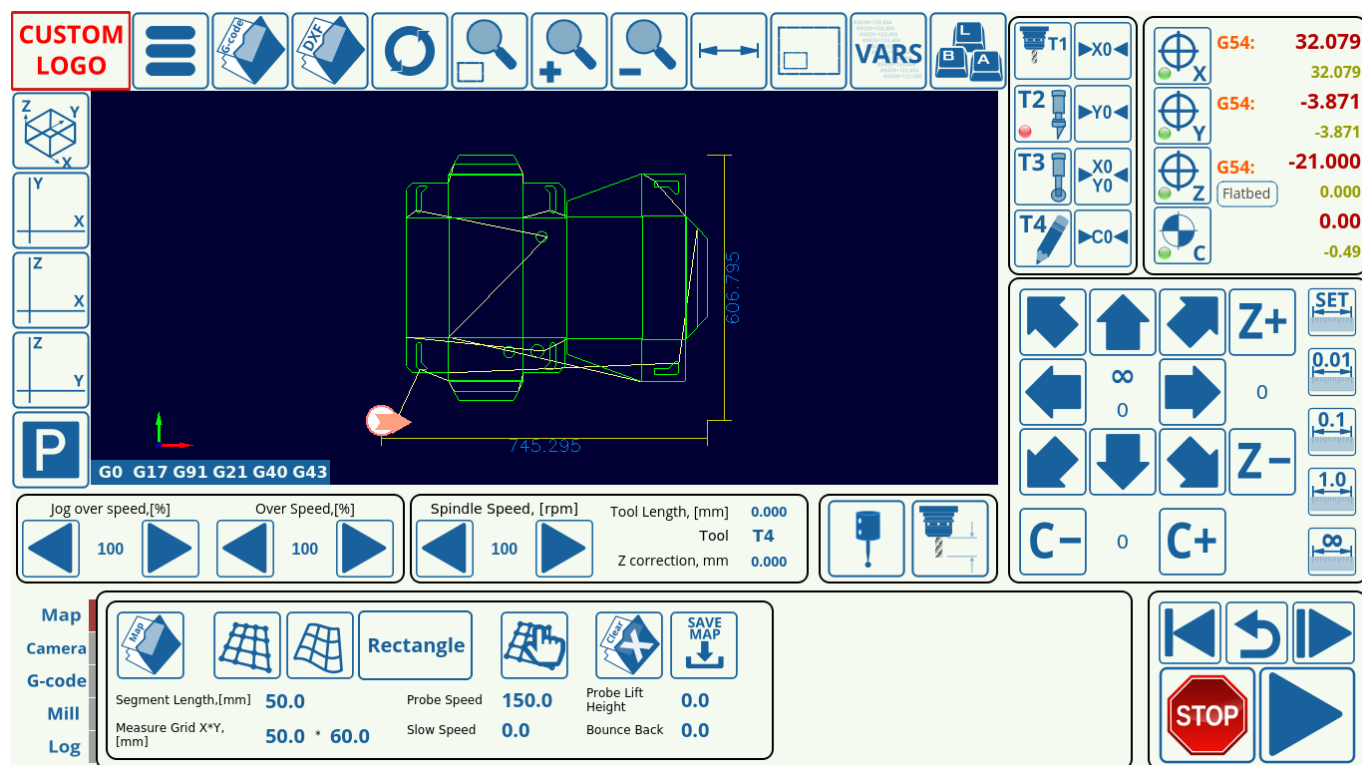 CUSTOM
LOGO
G-code
DXF
VARS
L
B
A
T1
X0
T2
Y0
T3
X0
Y0
T4
C0
X
G54:
32.079
32.079
Y
G54:
-3.871
-3.871
Z
G54:
-21.000
Flatbed
0.000
C
0.00
-0.49
Z
Y
X
Y
X
Z
X
Z
Y
P
606.795
745.295
G0 G17 G91 G21 G40 G43
Z+
SET
0.01
∞
0
0
0.1
Z-
1.0
C-
0
C+
∞
Jog over speed,[%]
100
Over Speed,[%]
100
Spindle Speed, [rpm]
100
Tool Length, [mm] 0.000
Tool T4
Z correction, mm 0.000
Map
Camera
G-code
Mill
Log
Map
Rectangle
Clear
SAVE
MAP
Segment Length,[mm] 50.0
Measure Grid X*Y,
[mm]
50.0 * 60.0
Probe Speed 150.0
Slow Speed 0.0
Probe Lift
Height
0.0
Bounce Back 0.0
STOP